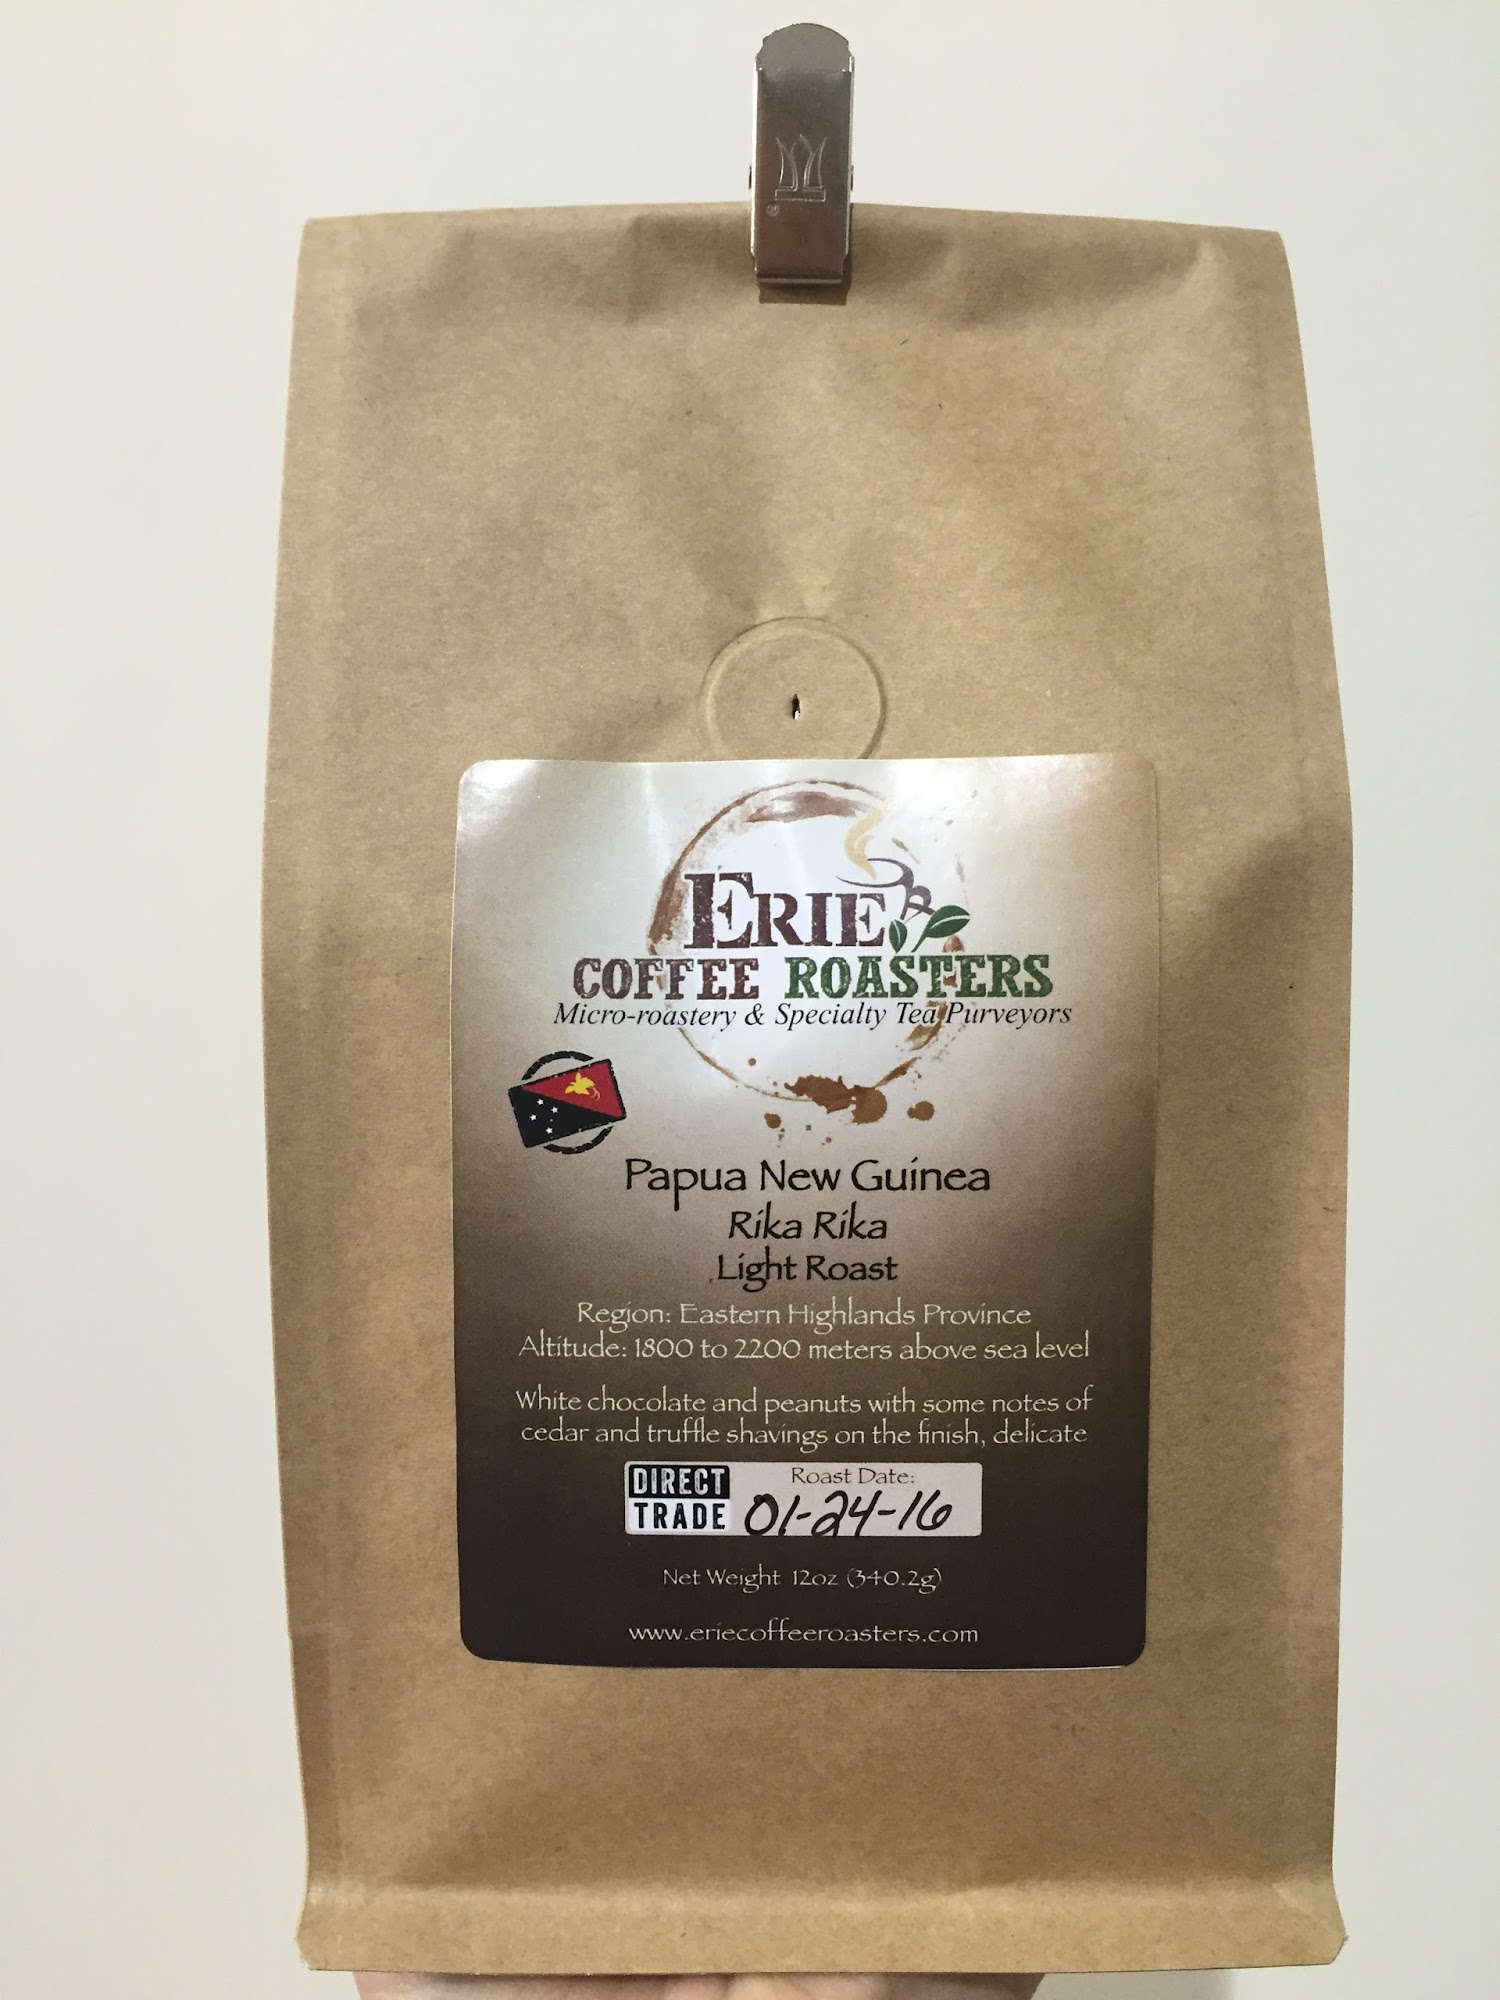 ®
ERIE
COFFEE ROASTERS
Micro-roastery & Specialty Tea Purveyors
Papua New Guinea
Rika Rika
Light Roast
Region: Eastern Highlands Province
Altitude: 1800 to 2200 meters above sea level
White chocolate and peanuts with some notes of
cedar and truffle shavings on the finish, delicate
DIRECT
TRADE
Roast Date:
01-24-16
Net Weight 12oz (340.2g)
www.eriecoffeeroasters.com